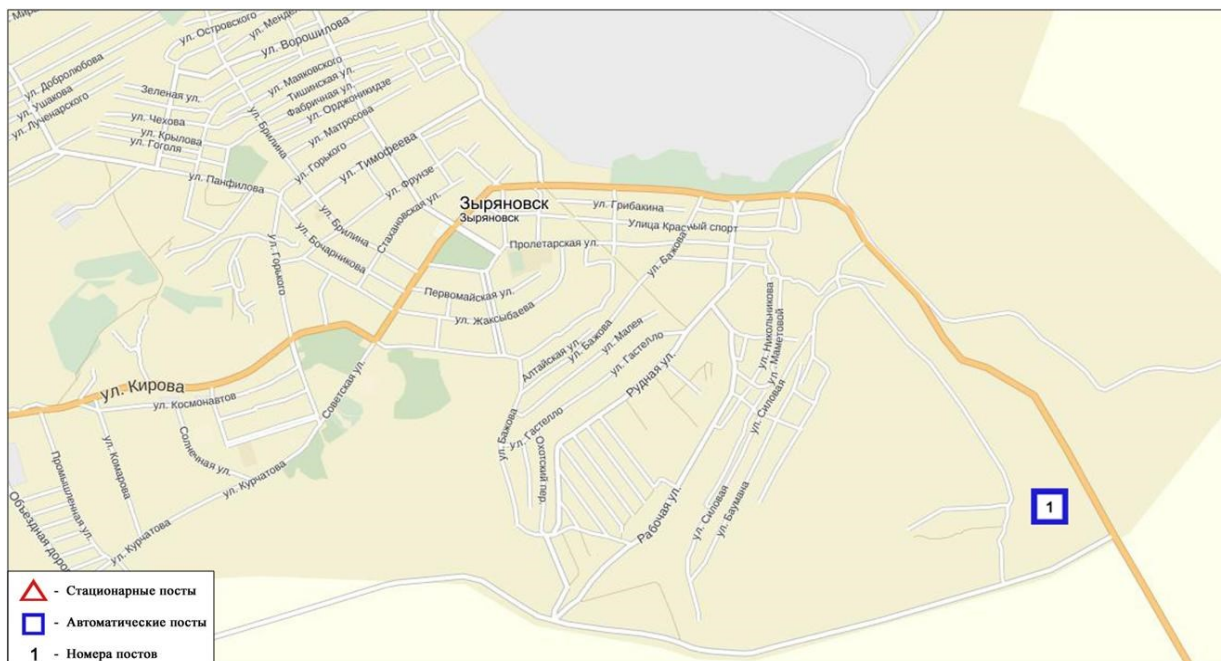 ул. Островского
ул. Ворошилова
ул. Добролюбова
ул. Ушакова
ул. Луначарского
Зеленая ул.
ул. Маяковского
Тишинская ул.
Фабричная ул.
ул. Орджоникидзе
ул. Чехова
ул. Крылова
ул. Гоголя
ул. Брилина
ул. Матросова
ул. Горького
ул. Тимофеева
ул. Панфилова
ул. Фрунзе
Стахановская ул.
Зыряновск
Зыряновск
ул. Грибакина
Улица Красный спорт
Пролетарская ул.
ул. Бажова
ул. Брилина
ул. Бочарникова
ул. Горького
Первомайская ул.
ул. Жаксыбаева
ул. Никольникова
ул. Маметовой
Алтайская ул.
ул. Бажова
ул. Малея
ул. Гастелло
Рудная ул.
ул. Силовая
ул. Кирова
ул. Космонавтов
Советская ул.
ул. Бажова
ул. Гастелло
Охотский пер.
Солнечная ул.
ул. Комарова
Промышленная ул.
ул. Курчатова
ул. Курчатова
Рабочая ул.
ул. Силовая
ул. Баумана
1
- Стационарные посты
- Автоматические посты
1 - Номера постов